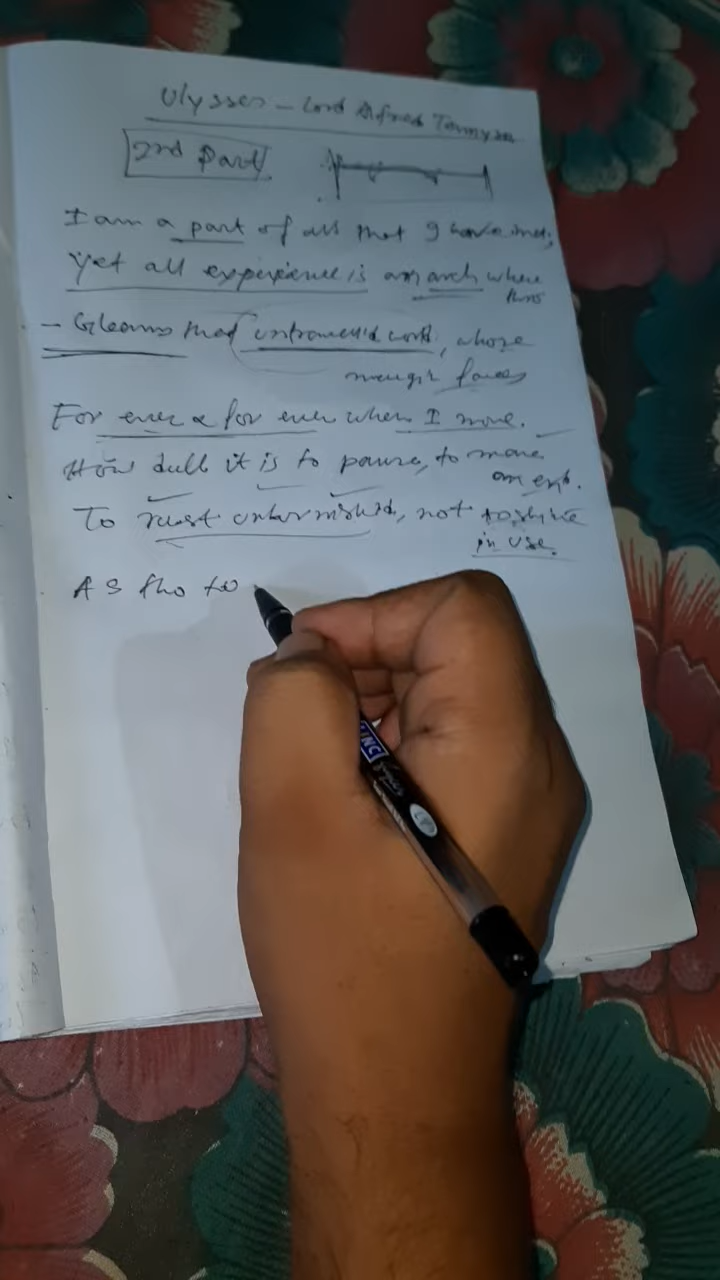 Ulysses - Lord Alfred Tennyson
2nd Part
I am a part of all that I have met;
Yet all experience is an arch where
thro
- Gleams that untravell'd world, whose
margin fades
For ever & for ever when I move.
How dull it is to pause, to make
an end.
To rust unburnished, not to shine
in use.
As tho to
LINC